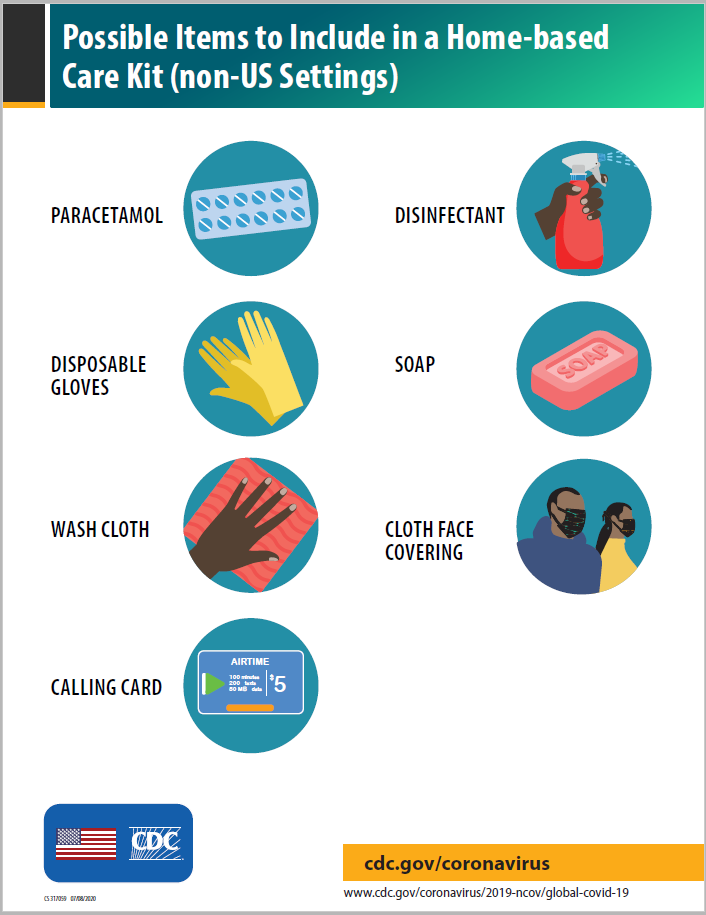 Possible Items to Include in a Home-based
Care Kit (non-US Settings)
PARACETAMOL
DISINFECTANT
DISPOSABLE
GLOVES
SOAP
SOAP
WASH CLOTH
CLOTH FACE
COVERING
CALLING CARD
AIRTIME
100 minutes
200 texts
50 MB data
$5
CDC
cdc.gov/coronavirus
www.cdc.gov/coronavirus/2019-ncov/global-covid-19
CS 317059 07/08/2020